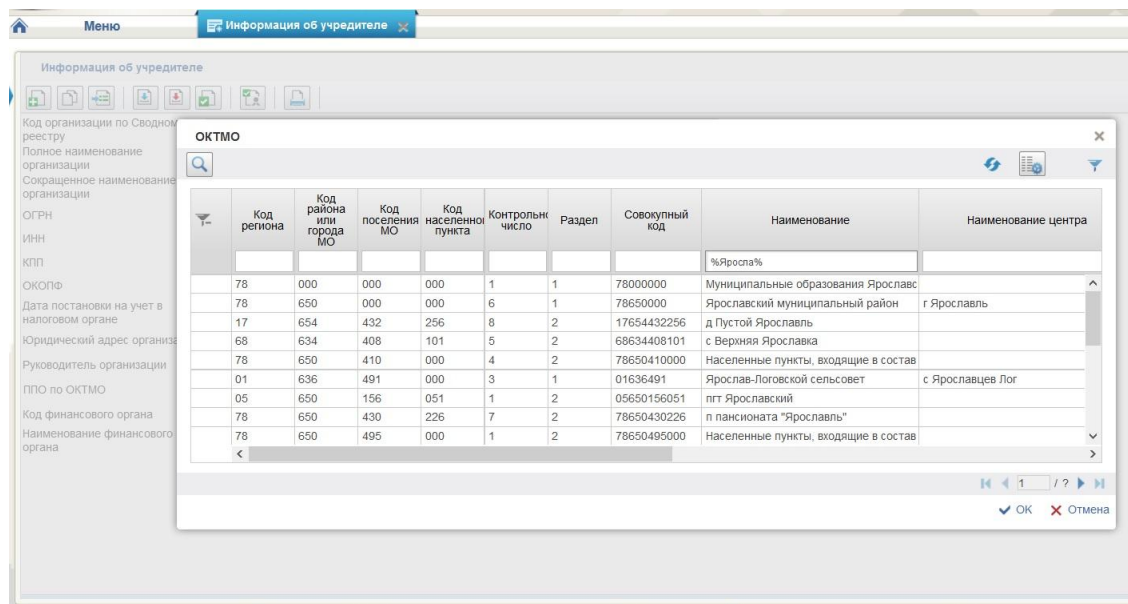 Меню
Информация об учредителе
Информация об учредителе
Код организации по Сводном
реестру
Полное наименование
организации
Сокращенное наименование
организации
ОГРН
ИНН
КПП
ОКОПФ
Дата постановки на учет в
налоговом органе
Юридический адрес организа
Руководитель организации
ППО по ОКТМО
Код финансового органа
Наименование финансового
органа
ОКТМО
Код региона Код района или города МО Код поселения МО Код населенно Контрольн число Раздел Совокупный код Наименование Наименование центра
%Яросла%
78 000 000 000 1 1 78000000 Муниципальные образования Ярославс
78 650 000 000 6 1 78650000 Ярославский муниципальный район г Ярославль
17 654 432 256 8 2 17654432256 д Пустой Ярославль
68 634 408 101 5 2 68634408101 с Верхняя Ярославка
78 650 410 000 4 2 78650410000 Населенные пункты, входящие в состав
01 636 491 000 3 1 01636491 Ярослав-Логовской сельсовет с Ярославцев Лог
05 650 156 051 1 2 05650156051 пгт Ярославский
78 650 430 226 7 2 78650430226 п пансионата "Ярославль"
78 650 495 000 1 2 78650495000 Населенные пункты, входящие в состав
1 / ?
ОК Отмена